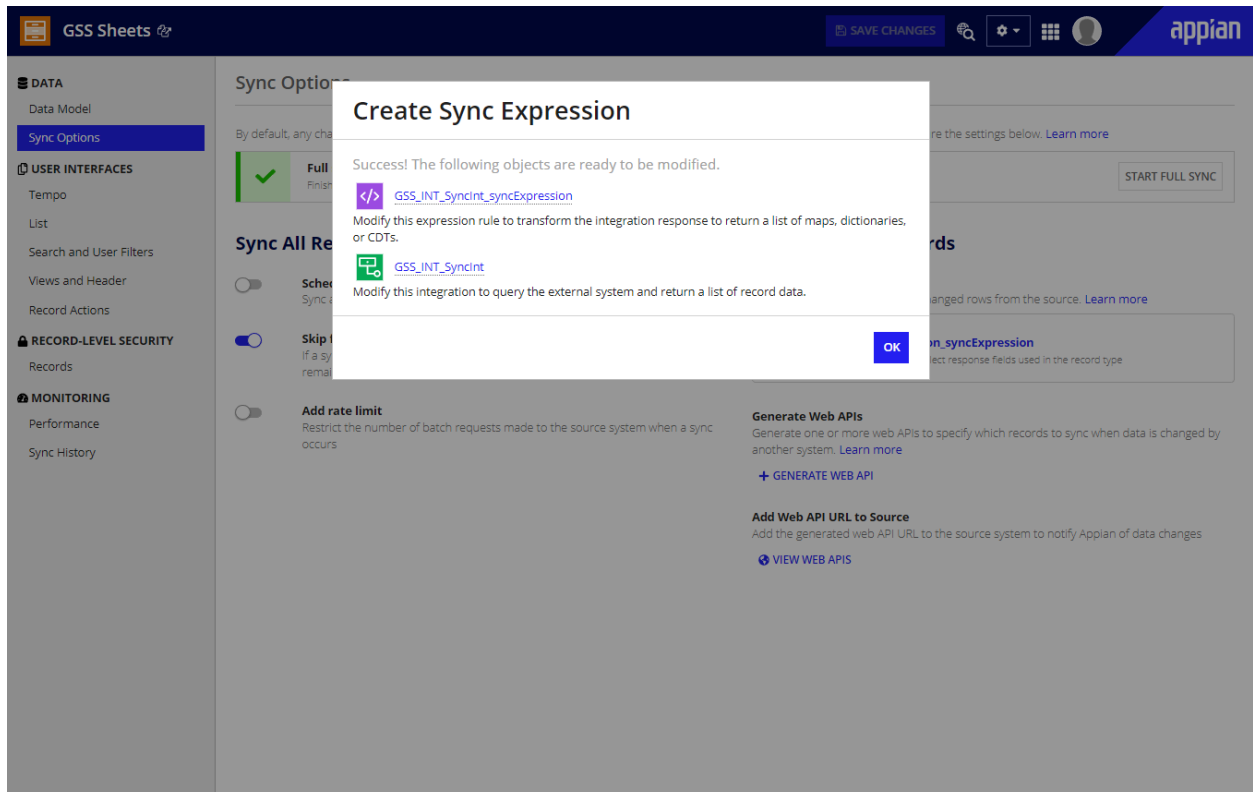 GSS Sheets
SAVE CHANGES
appian
DATA
Data Model
Sync Options
USER INTERFACES
Tempo
List
Search and User Filters
Views and Header
Record Actions
RECORD-LEVEL SECURITY
Records
MONITORING
Performance
Sync History
Sync
By default, any
re the settings below. Learn more
Full
START FULL SYNC
Sync All
Sync
Skip
If a
Add rate limit
Restrict the number of batch requests made to the source system when a sync
occurs
anged rows from the source. Learn more
on_syncExpression
lect response fields used in the record type
Generate Web APIs
Generate one or more web APIs to specify which records to sync when data is changed by
another system. Learn more
+ GENERATE WEB API
Add Web API URL to Source
Add the generated web API URL to the source system to notify Appian of data changes
VIEW WEB APIS
Create Sync Expression
Success! The following objects are ready to be modified.
GSS_INT_SyncInt_syncExpression
Modify this expression rule to transform the integration response to return a list of maps, dictionaries,
or CDTs.
GSS_INT_SyncInt
Modify this integration to query the external system and return a list of record data.
OK